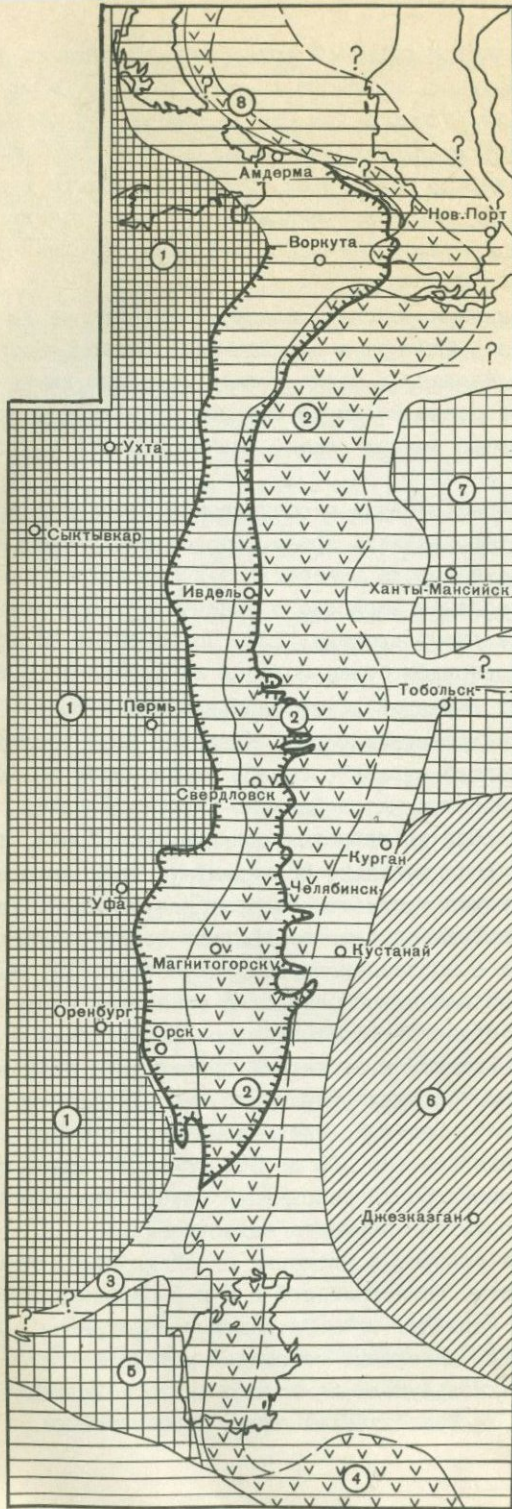 ?
?
8
?
?
Амдерма
Нов.Порт
1
Воркута
?
2
Ухта
7
Сыктывкар
Ивдель
Ханты-Мансийск
?
Тобольск
1
Пермь
2
Свердловск
Курган
Уфа
Челябинск
Магнитогорск
Кустанай
Оренбург
Орск
2
6
1
Джезказган
3
?
?
5
4